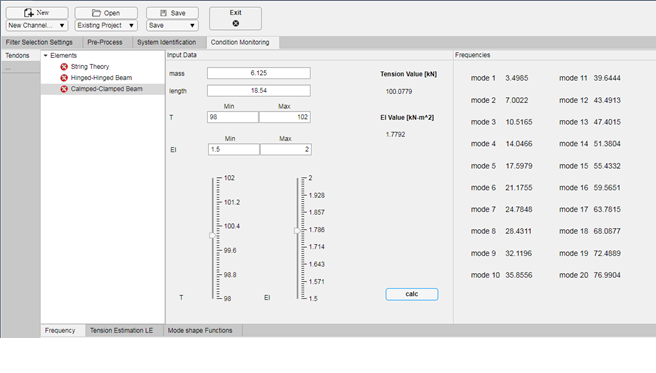 New Open Save Exit
New Channel... Existing Project Save
Filter Selection Settings Pre-Process System Identification Condition Monitoring
Tendons Elements Input Data Frequencies
...
String Theory
Hinged-Hinged Beam
Calmped-Clamped Beam
mass 6.125 Tension Value [kN]
length 18.54 100.0779
Min Max
T 98 102 EI Value [kN-m^2]
1.7792
Min Max
EI 1.5 2
102 2
1.928
101.2
1.857
100.4 1.786
99.6 1.714
1.643
98.8
1.571
T 98 EI 1.5
calc
mode 1 3.4985 mode 11 39.6444
mode 2 7.0022 mode 12 43.4913
mode 3 10.5165 mode 13 47.4015
mode 4 14.0466 mode 14 51.3804
mode 5 17.5979 mode 15 55.4332
mode 6 21.1755 mode 16 59.5651
mode 7 24.7848 mode 17 63.7815
mode 8 28.4311 mode 18 68.0877
mode 9 32.1196 mode 19 72.4889
mode 10 35.8556 mode 20 76.9904
Frequency Tension Estimation LE Mode shape Functions